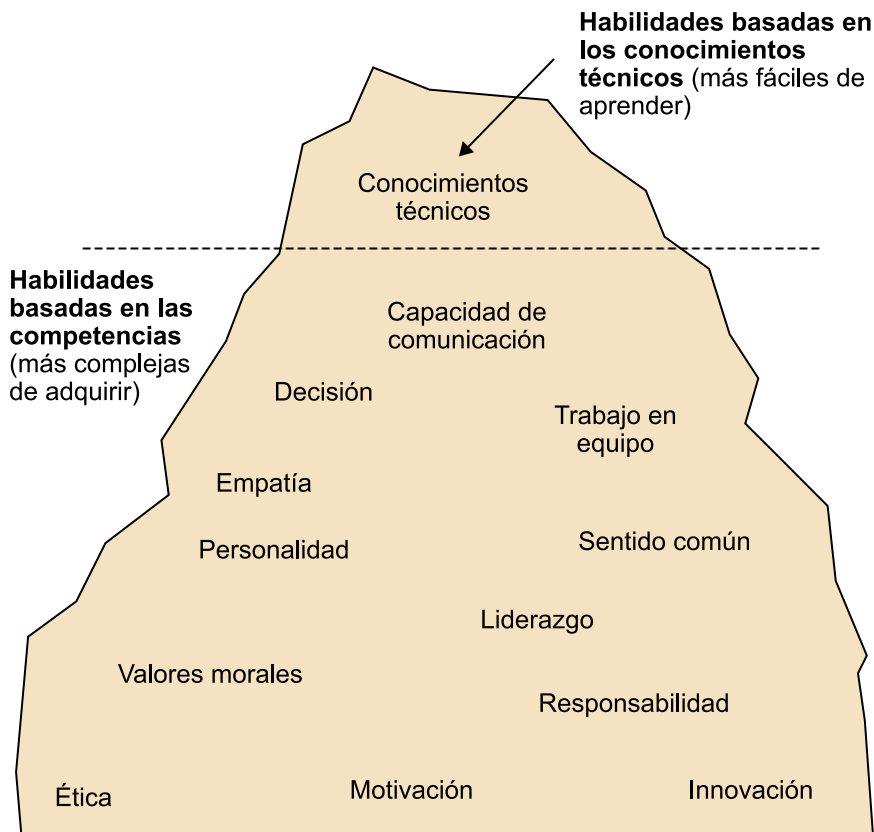 Habilidades basadas en
los conocimientos
técnicos (más fáciles de
aprender)
Conocimientos
técnicos
Habilidades
basadas en las
competencias
(más complejas
de adquirir)
Capacidad de
comunicación
Decisión
Trabajo en
equipo
Empatía
Personalidad
Sentido común
Liderazgo
Valores morales
Responsabilidad
Ética
Motivación
Innovación